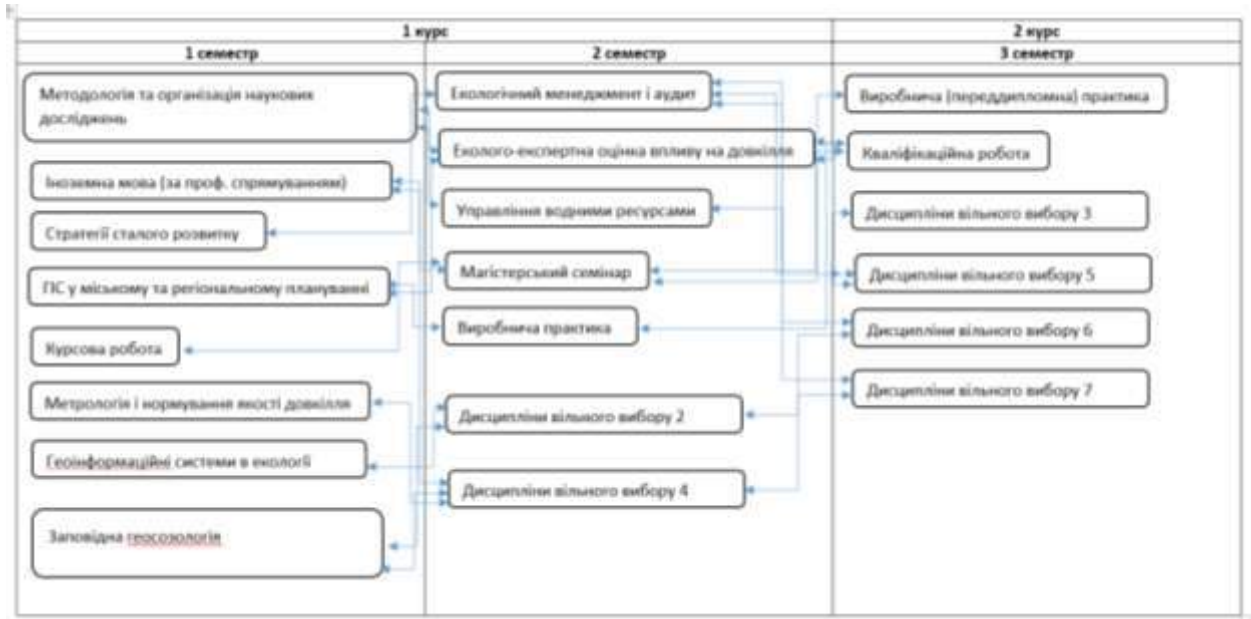 1 курс
2 курс
1 семестр
2 семестр
3 семестр
Методологія та організація наукових
досліджень
Іноземна мова (за проф. спрямуванням)
Стратегії сталого розвитку
ГІС у міському та регіональному плануванні
Курсова робота
Метрологія і нормування якості довкілля
Геоінформаційні системи в екології
Заповідна геосозологія
Екологічний менеджмент і аудит
Еколого-експертна оцінка впливу на довкілля
Управління водними ресурсами
Магістерський семінар
Виробнича практика
Дисципліни вільного вибору 2
Дисципліни вільного вибору 4
Виробнича (переддипломна) практика
Кваліфікаційна робота
Дисципліни вільного вибору 3
Дисципліни вільного вибору 5
Дисципліни вільного вибору 6
Дисципліни вільного вибору 7